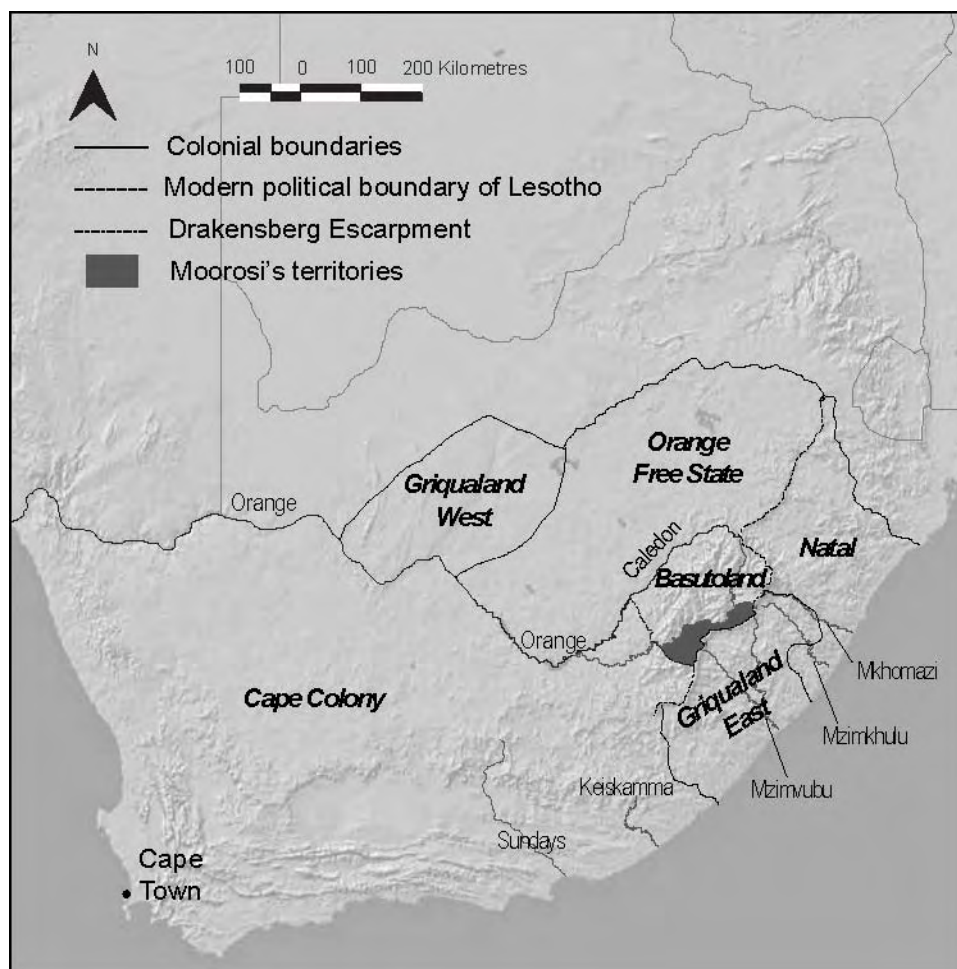 N
100 0 100 200 Kilometres
Colonial boundaries
Modern political boundary of Lesotho
Drakensberg Escarpment
Moorosi's territories
Orange
Free State
Griqualand
West
Orange
Caledon
Natal
Basutoland
Orange
Mkhomazi
Griqualand
East
Cape Colony
Mzimkhulu
Keiskamma
Mzimvubu
Sundays
Cape
Town